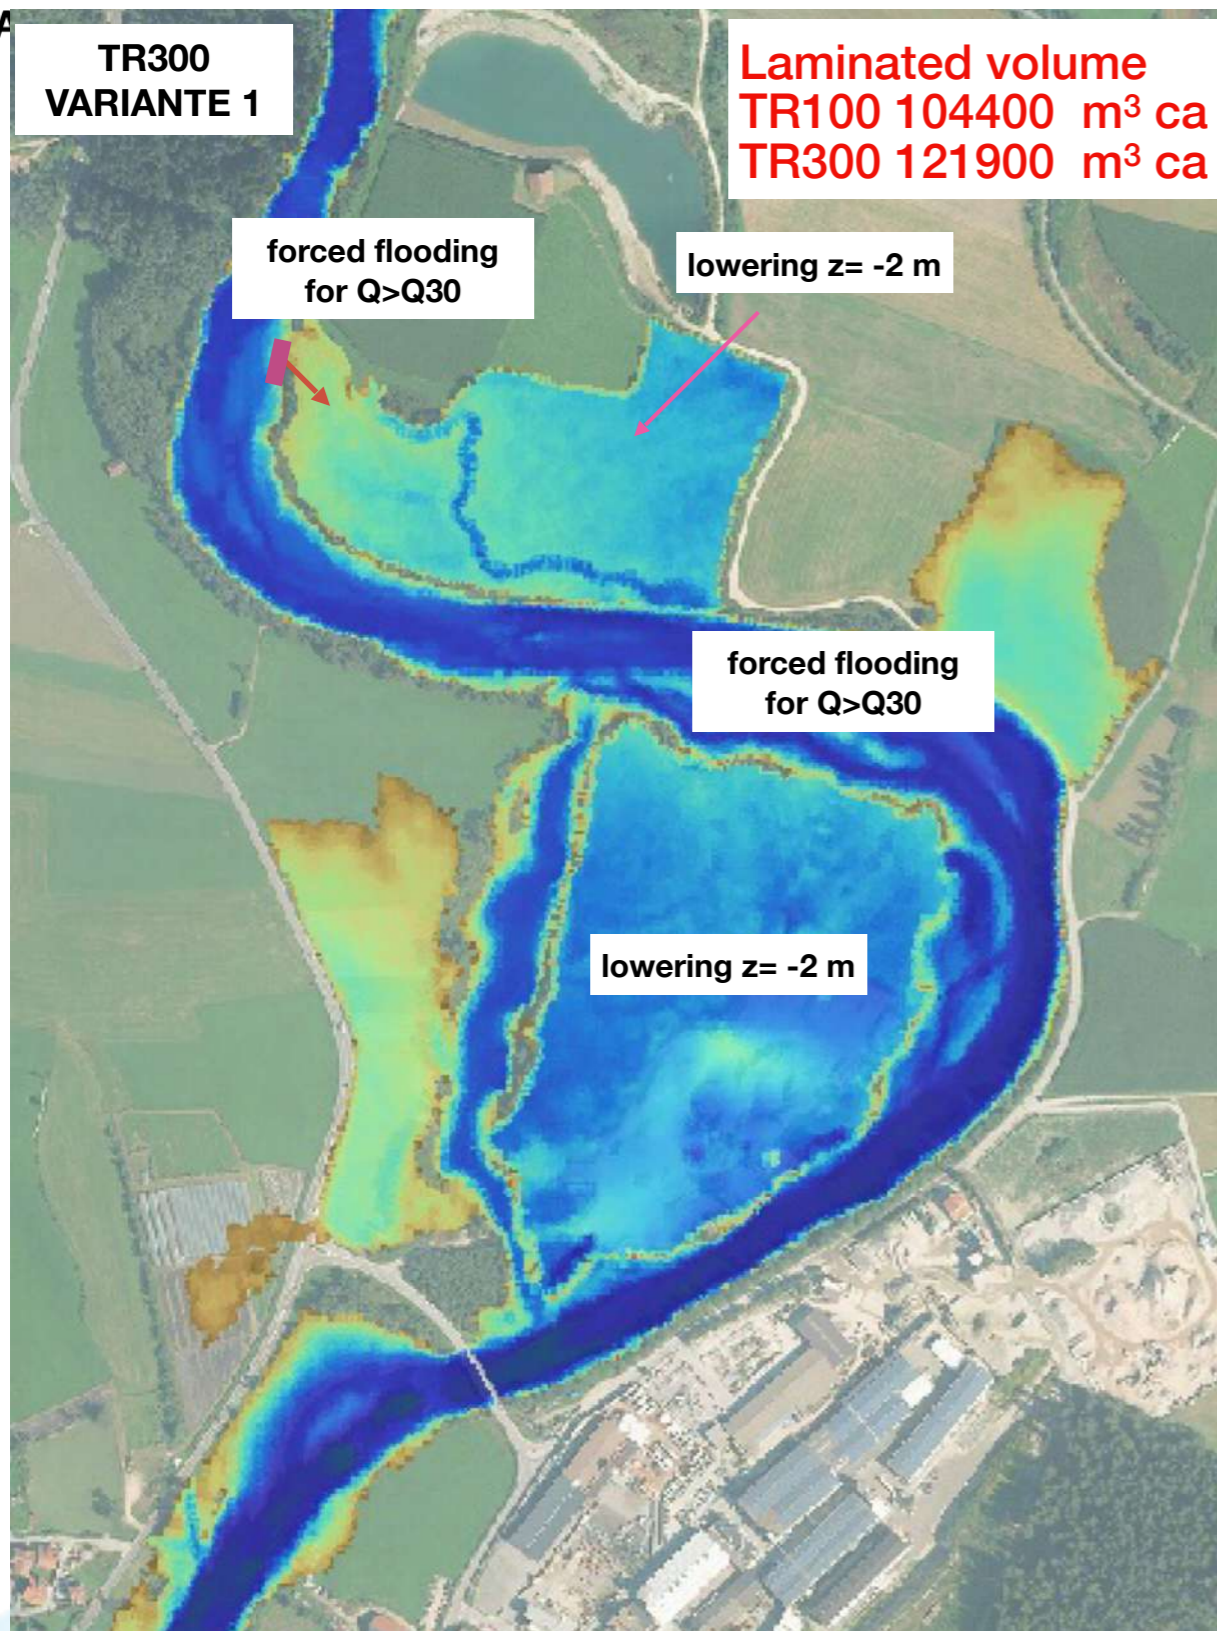 A
TR300
VARIANTE 1
Laminated volume
TR100 104400 m³ ca
TR300 121900 m³ ca
forced flooding
for Q>Q30
lowering z= -2 m
forced flooding
for Q>Q30
lowering z= -2 m